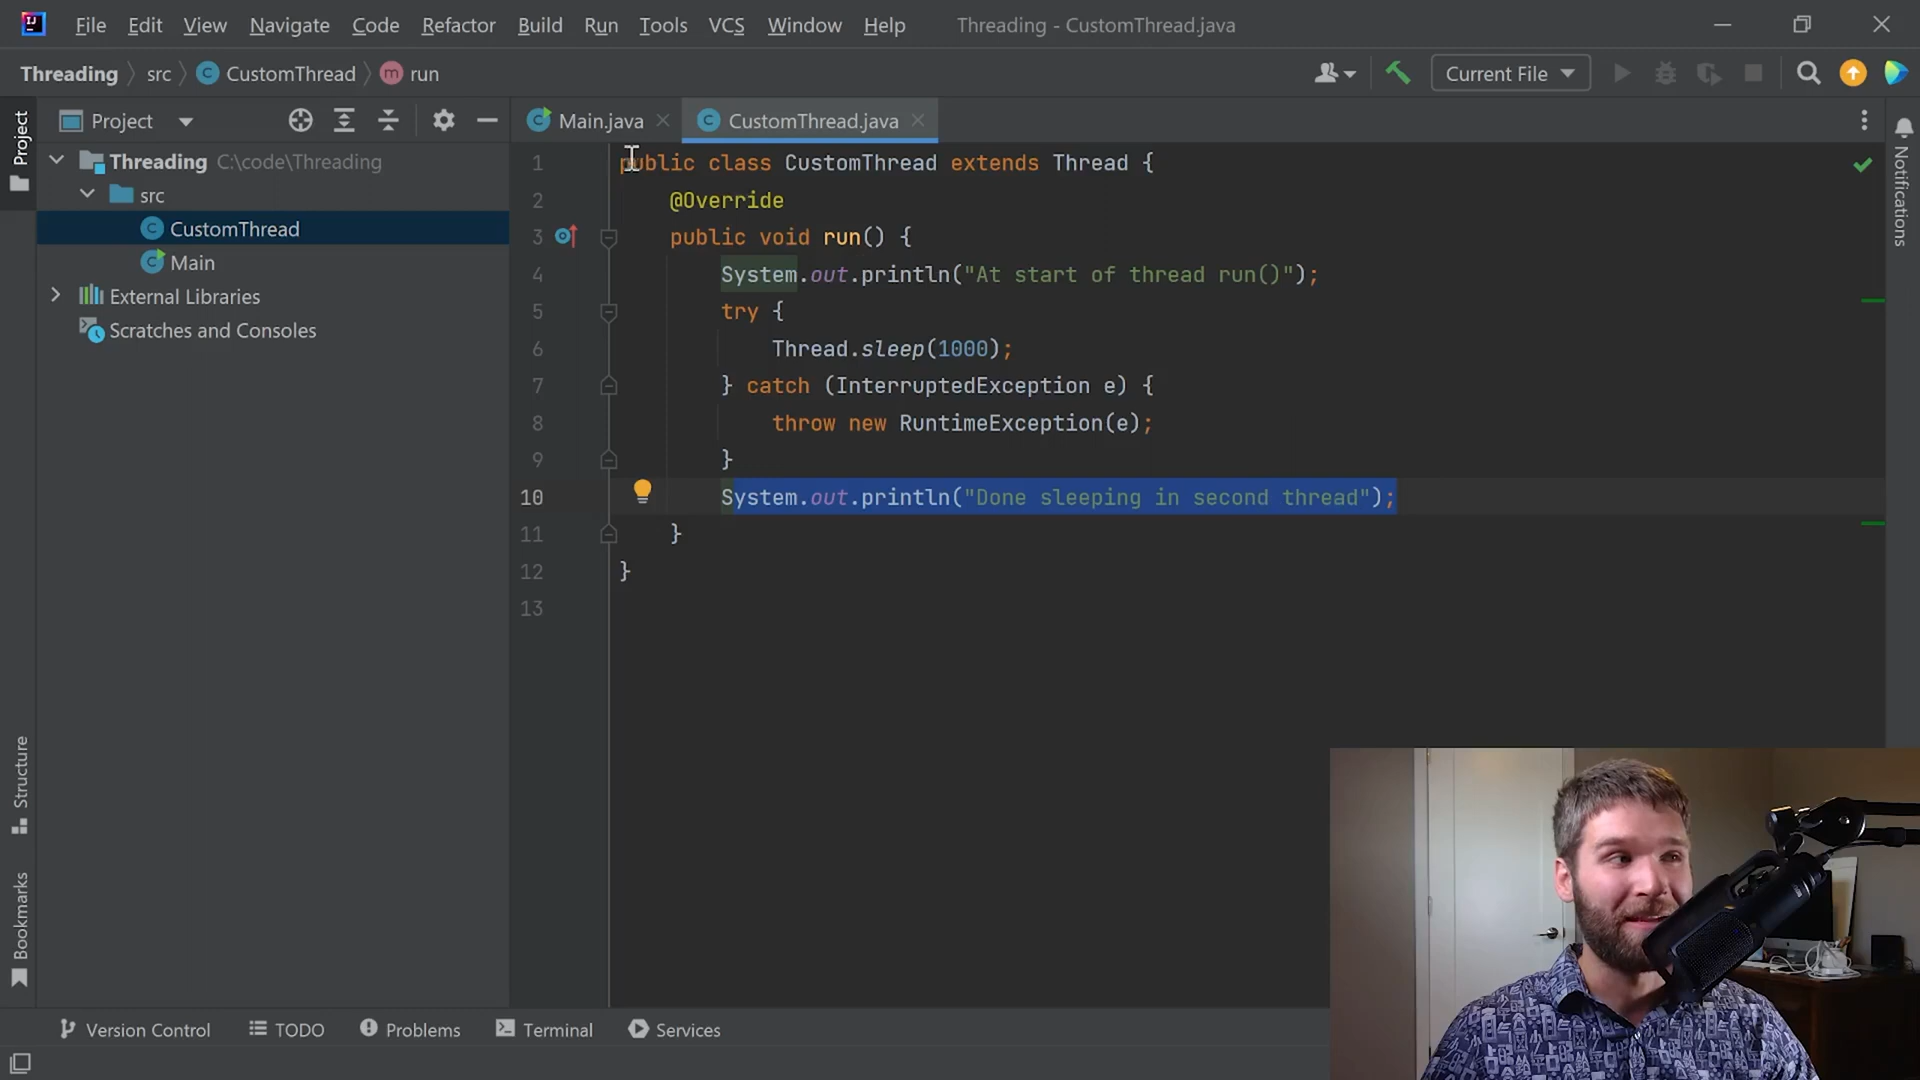 File Edit View Navigate Code Refactor Build Run Tools VCS Window Help Threading - CustomThread.java
Threading src CustomThread run
Current File
Project
Project
Main.java
CustomThread.java
Threading C:\code\Threading
src
CustomThread
Main
External Libraries
Scratches and Consoles
1 public class CustomThread extends Thread {
2 @Override
3 public void run() {
4 System.out.println("At start of thread run()");
5 try {
6 Thread.sleep(1000);
7 } catch (InterruptedException e) {
8 throw new RuntimeException(e);
9 }
10 System.out.println("Done sleeping in second thread");
11 }
12 }
13
Notifications
Structure
Bookmarks
Version Control TODO Problems Terminal Services